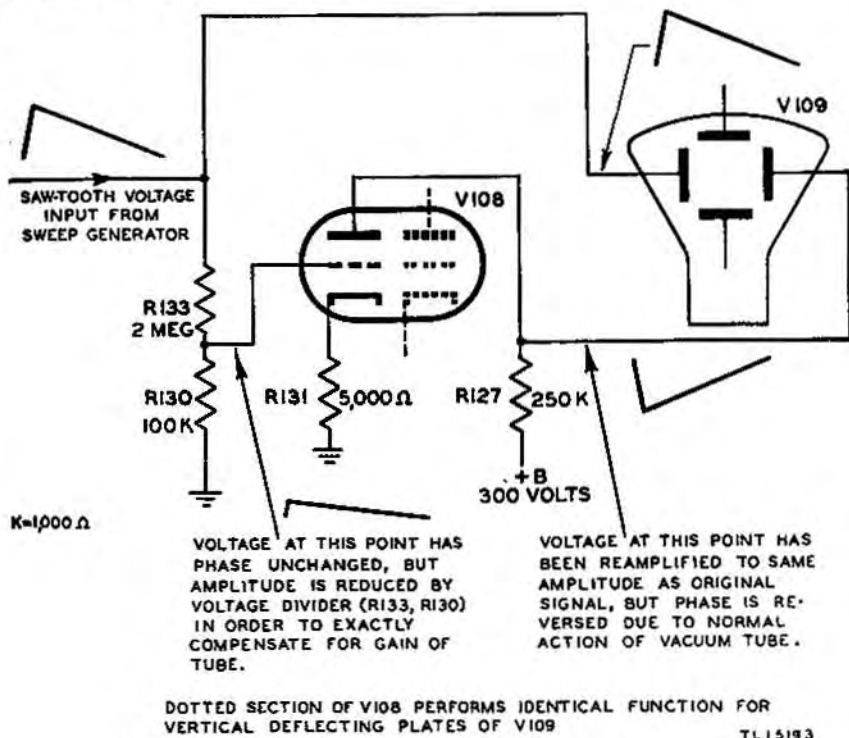 V109
SAW-TOOTH VOLTAGE
INPUT FROM
SWEEP GENERATOR
V108
R133
2 MEG
R130
100K
R131
5,000Ω
R127
250K
+B
300 VOLTS
K=1,000 Ω
VOLTAGE AT THIS POINT HAS
PHASE UNCHANGED, BUT
AMPLITUDE IS REDUCED BY
VOLTAGE DIVIDER (R133, R130)
IN ORDER TO EXACTLY
COMPENSATE FOR GAIN OF
TUBE.
VOLTAGE AT THIS POINT HAS
BEEN REAMPLIFIED TO SAME
AMPLITUDE AS ORIGINAL
SIGNAL, BUT PHASE IS RE-
VERSED DUE TO NORMAL
ACTION OF VACUUM TUBE.
DOTTED SECTION OF V108 PERFORMS IDENTICAL FUNCTION FOR
VERTICAL DEFLECTING PLATES OF V109
TL15193